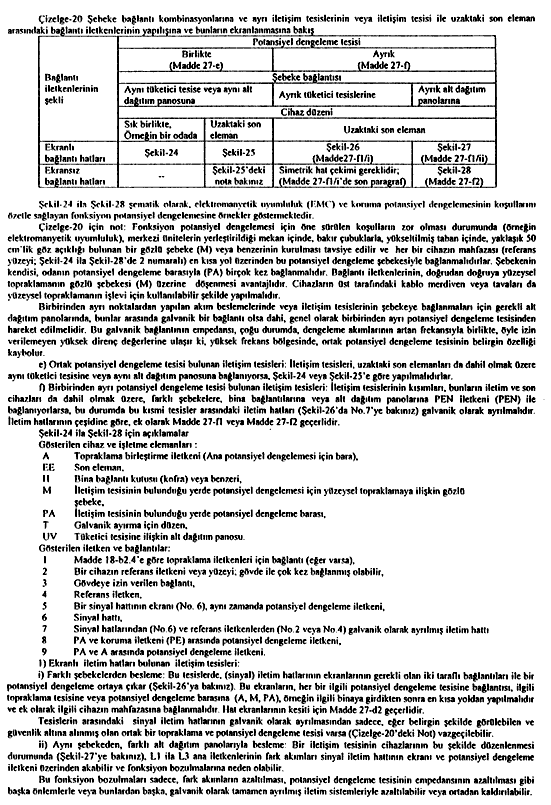 Çizelge-20 Şebeke bağlantı kombinasyonlarına ve ayrı iletişim tesislerinin veya iletişim tesisi ile uzaktaki son eleman
arasındaki bağlantı iletkenlerinin yapılışına ve bunların ekranlanmasına bakış
Potansiyel dengeleme tesisi
Bağlantı
iletkenlerinin
şekli
Birlikte
(Madde 27-e)
Ayrık
(Madde 27-f)
Şebeke bağlantısı
Aynı tüketici tesise veya aynı alt
dağıtım panosuna
Ayrık tüketici tesislerine
Ayrık alt dağıtım
panolarına
Cihaz düzeni
Sık birlikte,
Örneğin bir odada
Uzaktaki son
eleman
Uzaktaki son eleman
Ekranlı
bağlantı hatları
Şekil-24
Şekil-25
Şekil-26
(Madde27-f1/i)
Şekil-27
(Madde 27-f1/ii)
Ekransız
bağlantı hatları
--
Şekil-25'deki
nota bakınız
Simetrik hat çekimi gereklidir;
(Madde 27-f1/i'de son paragraf)
Şekil-28
(Madde 27-f2)
Şekil-24 ila Şekil-28 şematik olarak, elektromanyetik uyumluluk (EMC) ve koruma potansiyel dengelemesinin koşullarını
özetle sağlayan fonksiyon potansiyel dengelemesine örnekler göstermektedir.
Çizelge-20 için not: Fonksiyon potansiyel dengelemesi için öne sürülen koşulların zor olması durumunda (örneğin
elektromanyetik uyumluluk), merkezi ünitelerin yerleştirildiği mekan içinde, bakır çubuklarla, yükseltilmiş taban içinde, yaklaşık 50
cm'lik göz açıklığı bulunan bir gözlü şebeke (M) veya benzerinin kurulması tavsiye edilir ve her bir cihazın mahfazası (referans
yüzeyi; Şekil-24 ila Şekil-28'de 2 numaralı) en kısa yol üzerinden bu potansiyel dengeleme şebekesiyle bağlanmalıdırlar. Şebekenin
kendisi, odanın potansiyel dengeleme barasıyla (PA) birçok kez bağlanmalıdır. Bağlantı iletkenlerinin, doğrudan doğruya yüzeysel
topraklamanın gözlü şebekesi (M) üzerine döşenmesi avantajlıdır. Cihazların üst tarafındaki kablo merdiven veya tavaları da
yüzeysel topraklamanın işlevi için kullanılabilir şekilde yapılmalıdır.
Birbirinden ayrı noktalardan yapılan akım beslemelerinde veya iletişim tesislerinin şebekeye bağlanmaları için gerekli alt
dağıtım panolarında, bunlar arasında galvanik bir bağlantı olsa dahi, genel olarak birbirinden ayrı potansiyel dengeleme tesisinden
hareket edilmelidir. Bu galvanik bağlantının empedansı, çoğu durumda, dengeleme akımlarının artan frekansıyla birlikte, öyle izin
verilemeyen yüksek direnç değerlerine ulaşır ki, yüksek frekans bölgesinde, ortak potansiyel dengeleme tesisinin belirgin özelliği
kaybolur.
e) Ortak potansiyel dengeleme tesisi bulunan iletişim tesisleri: İletişim tesisleri, uzaktaki son elemanları da dahil olmak üzere
aynı tüketici tesisine veya aynı alt dağıtım panosuna bağlanıyorsa, Şekil-24 veya Şekil-25'e göre yapılmalıdırlar.
f) Birbirinden ayrı potansiyel dengeleme tesisi bulunan iletişim tesisleri: İletişim tesislerinin kısımları, bunların iletim ve son
cihazları da dahil olmak üzere, farklı şebekelere, bina bağlantılarına veya alt dağıtım panolarına PEN iletkeni (PEN) ile
bağlanıyorlarsa, bu durumda bu kısmi tesisler arasındaki iletim hatları (Şekil-26'da No.7'ye bakınız) galvanik olarak ayrılmalıdır.
İletim hatlarının çeşidine göre, ek olarak Madde 27-f1 veya Madde 27-f2 geçerlidir.
Şekil-24 ila Şekil-28 için açıklamalar
Gösterilen cihaz ve işletme elemanları :
A Topraklama birleştirme iletkeni (Ana potansiyel dengelemesi için bara),
EE Son eleman,
H Bina bağlantı kutusu (kofra) veya benzeri,
M İletişim tesisinin bulunduğu yerde potansiyel dengelemesi için yüzeysel topraklamaya ilişkin gözlü
şebeke,
PA İletişim tesisinin bulunduğu yerde potansiyel dengeleme barası,
T Galvanik ayırma için düzen,
UV Tüketici tesisine ilişkin alt dağıtım panosu.
Gösterilen iletken ve bağlantılar:
1 Madde 18-b2.4'e göre topraklama iletkenleri için bağlantı (eğer varsa),
2 Bir cihazın referans iletkeni veya yüzeyi; gövde ile çok kez bağlanmış olabilir,
3 Gövdeye izin verilen bağlantı,
4 Referans iletken,
5 Bir sinyal hattının ekranı (No. 6), aynı zamanda potansiyel dengeleme iletkeni,
6 Sinyal hattı,
7 Sinyal hatlarından (No.6) ve referans iletkenlerden (No.2 veya No.4) galvanik olarak ayrılmış iletim hattı
8 PA ve koruma iletkeni (PE) arasında potansiyel dengeleme iletkeni,
9 PA ve A arasında potansiyel dengeleme iletkeni.
1) Ekranlı iletim hatları bulunan iletişim tesisleri:
i) Farklı şebekelerden besleme: Bu tesislerde, (sinyal) iletim hatlarının ekranlarının gerekli olan iki taraflı bağlantıları ile bir
potansiyel dengeleme ortaya çıkar (Şekil-26'ya bakınız). Bu ekranların, her bir ilgili potansiyel dengeleme tesisine bağlantısı, ilgili
topraklama tesisine veya potansiyel dengeleme barasına (A, M, PA), örneğin ilgili binaya girdikten sonra en kısa yoldan yapılmalıdır
ve ek olarak ilgili cihazın mahfazasına bağlanmalıdır. Hat ekranlarının kesiti için Madde 27-d2 geçerlidir.
Tesislerin arasındaki sinyal iletim hatlarının galvanik olarak ayrılmasından sadece, eğer belirgin şekilde görülebilen ve
güvenlik altına alınmış olan ortak bir topraklama ve potansiyel dengeleme tesisi varsa (Çizelge-20'deki Not) vazgeçilebilir.
ii) Aynı şebekeden, farklı alt dağıtım panolarıyla besleme: Bir iletişim tesisinin cihazlarının bu şekilde düzenlenmesi
durumunda (Şekil-27'ye bakınız), L1 ila L3 ana iletkenlerinin fark akımları sinyal iletim hattının ekranı ve potansiyel dengeleme
iletkeni üzerinden akabilir ve fonksiyon bozulmalarına neden olabilir.
Bu fonksiyon bozulmaları sadece, fark akımların azaltılması, potansiyel dengeleme tesisinin empedansının azaltılması gibi
başka önlemlerle veya bunlardan başka, galvanik olarak tamamen ayrılmış iletim sistemleriyle azaltılabilir veya ortadan kaldırılabilir.